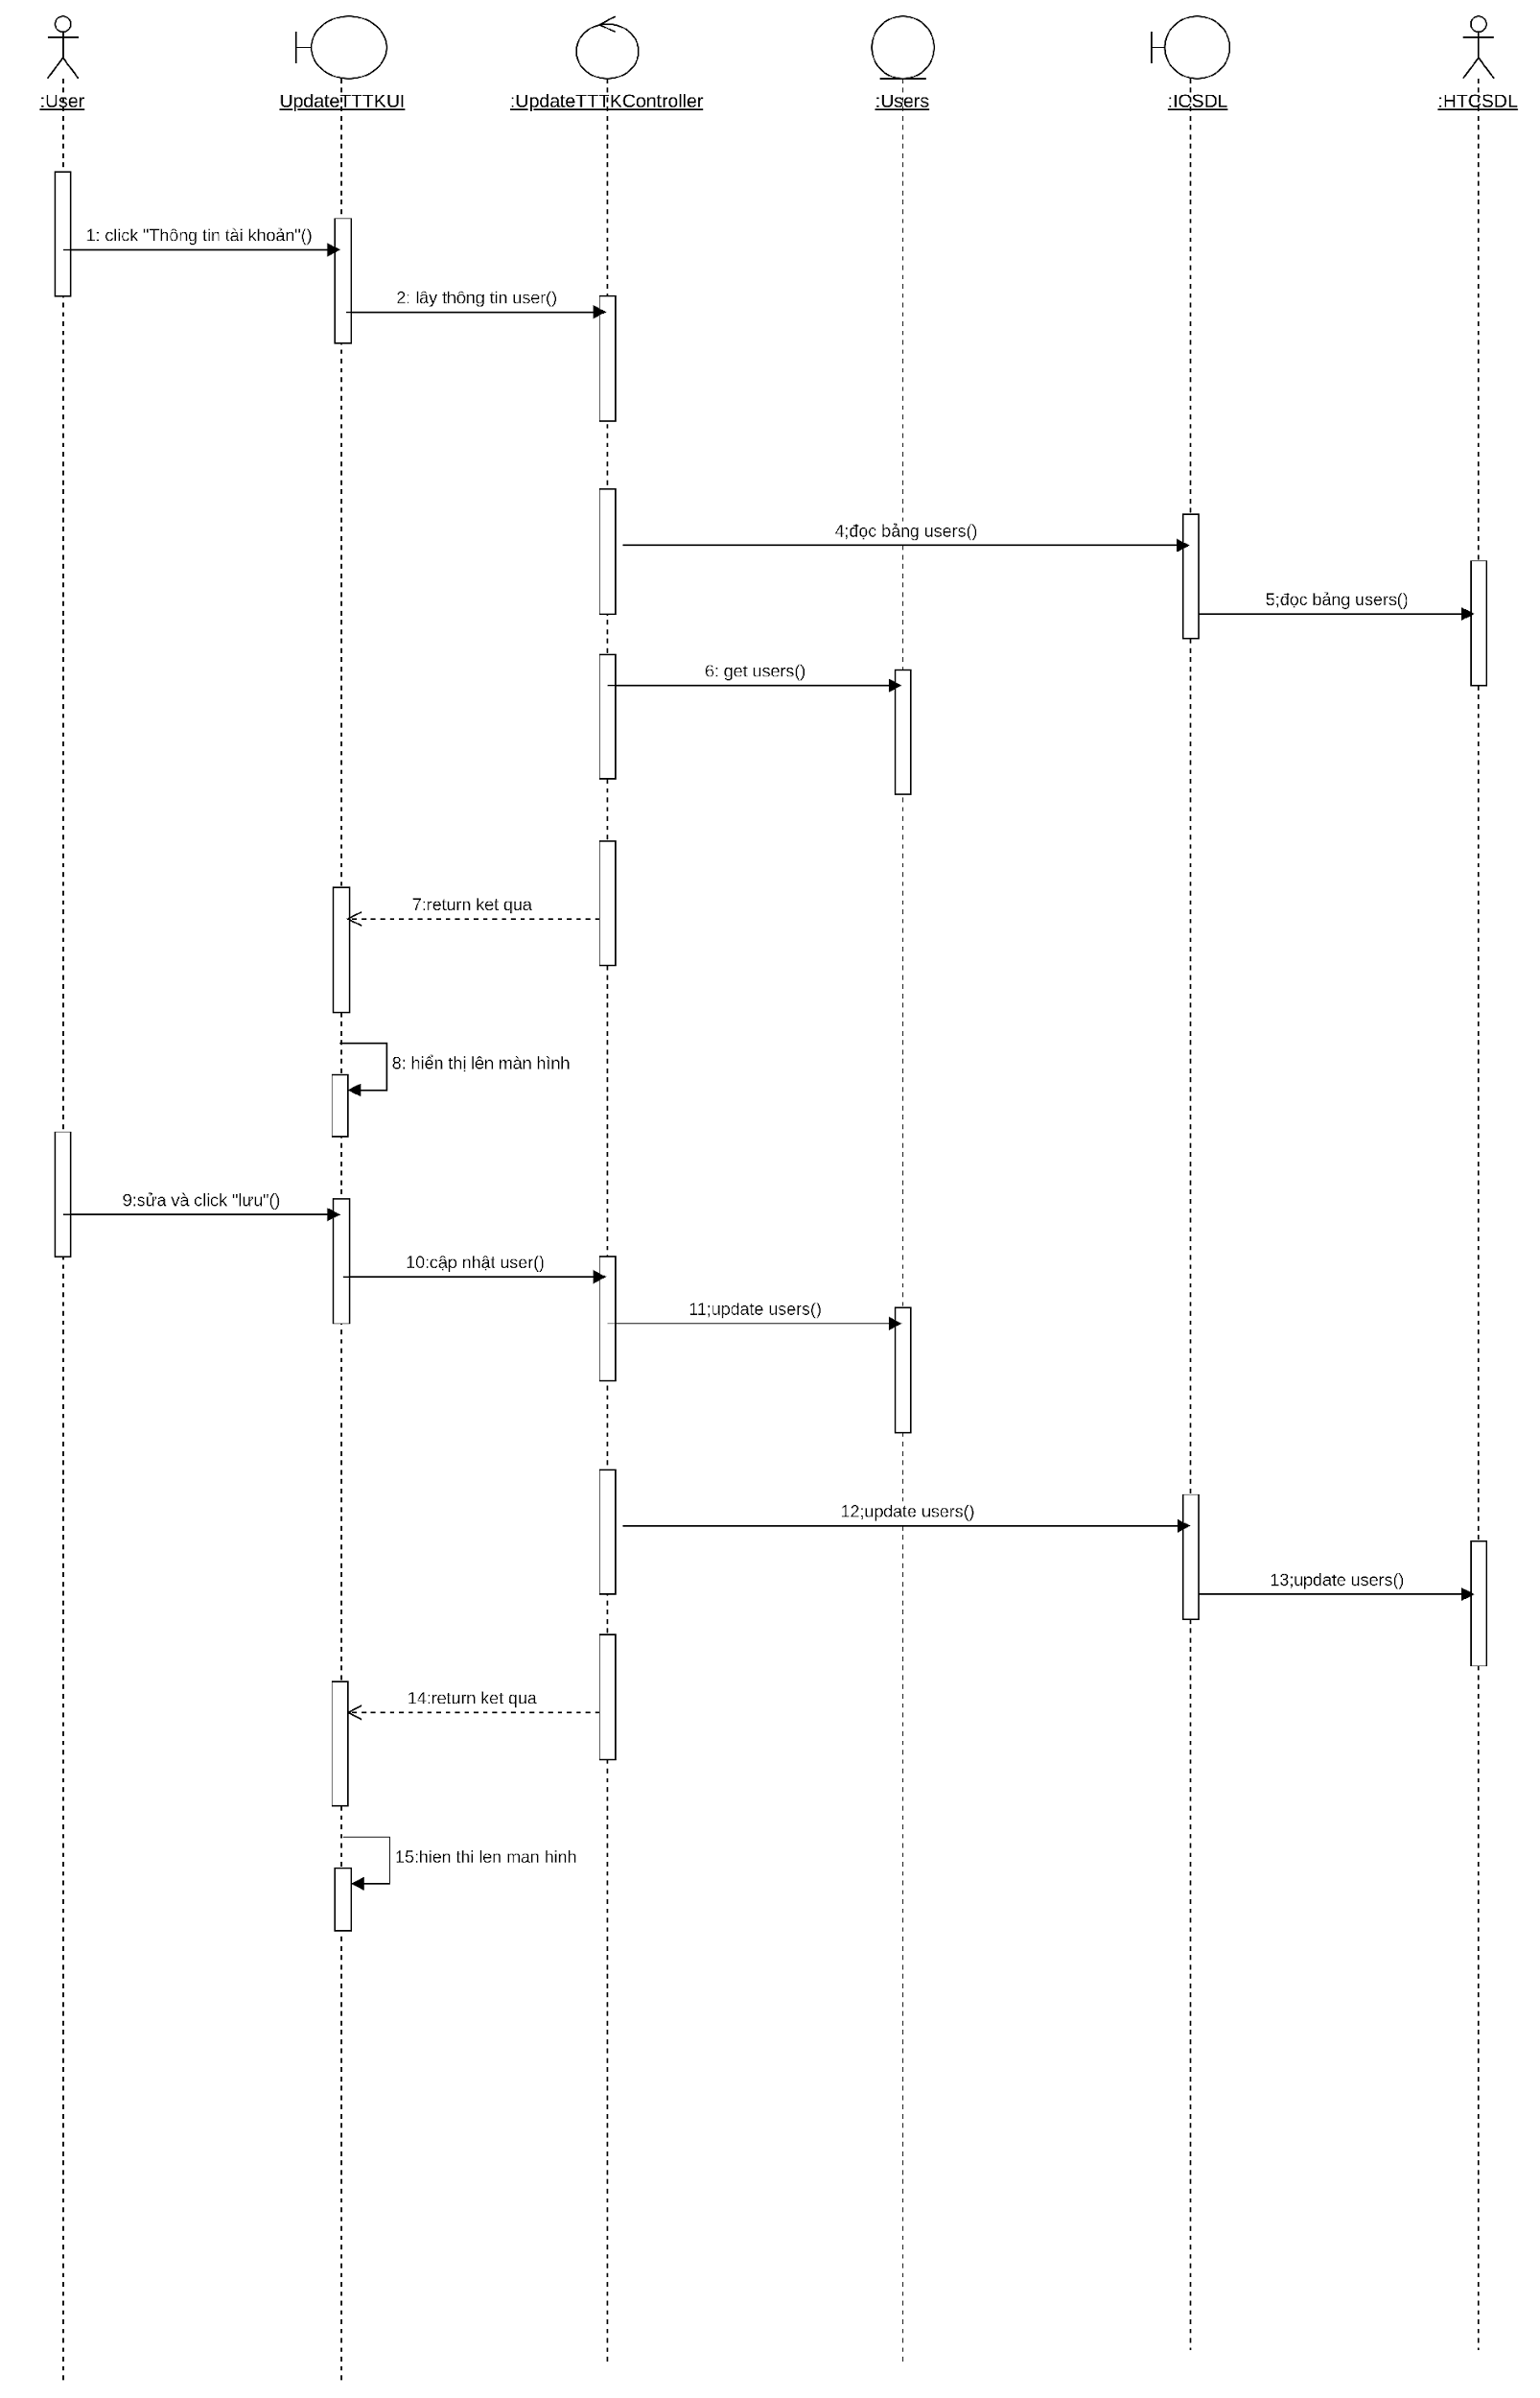 :User
UpdateTTTKUI
:UpdateTTTKController
:Users
:ICSDL
:HTCSDL
1: click "Thông tin tài khoản"()
2: lây thông tin user()
4;đọc bảng users()
5;đọc bảng users()
6: get users()
7:return ket qua
8: hiển thị lên màn hình
9:sửa và click "lưu"()
10:cập nhật user()
11;update users()
12;update users()
13;update users()
14:return ket qua
15:hien thi len man hinh